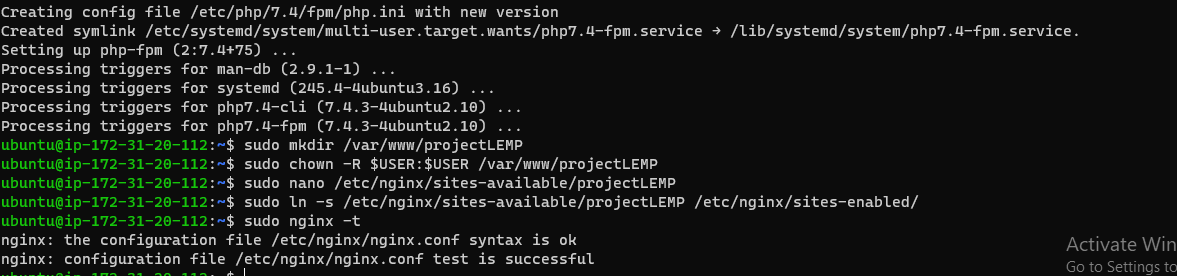 Creating config file /etc/php/7.4/fpm/php.ini with new version
Created symlink /etc/systemd/system/multi-user.target.wants/php7.4-fpm.service → /lib/systemd/system/php7.4-fpm.service.
Setting up php-fpm (2:7.4+75) ...
Processing triggers for man-db (2.9.1-1) ...
Processing triggers for systemd (245.4-4ubuntu3.16) ...
Processing triggers for php7.4-cli (7.4.3-4ubuntu2.10) ...
Processing triggers for php7.4-fpm (7.4.3-4ubuntu2.10) ...
ubuntu@ip-172-31-20-112:~$ sudo mkdir /var/www/projectLEMP
ubuntu@ip-172-31-20-112:~$ sudo chown -R $USER:$USER /var/www/projectLEMP
ubuntu@ip-172-31-20-112:~$ sudo nano /etc/nginx/sites-available/projectLEMP
ubuntu@ip-172-31-20-112:~$ sudo ln -s /etc/nginx/sites-available/projectLEMP /etc/nginx/sites-enabled/
ubuntu@ip-172-31-20-112:~$ sudo nginx -t
nginx: the configuration file /etc/nginx/nginx.conf syntax is ok
nginx: configuration file /etc/nginx/nginx.conf test is successful
ubuntu@ip-172-31-20-112:~$
Activate Win
Go to Settings to